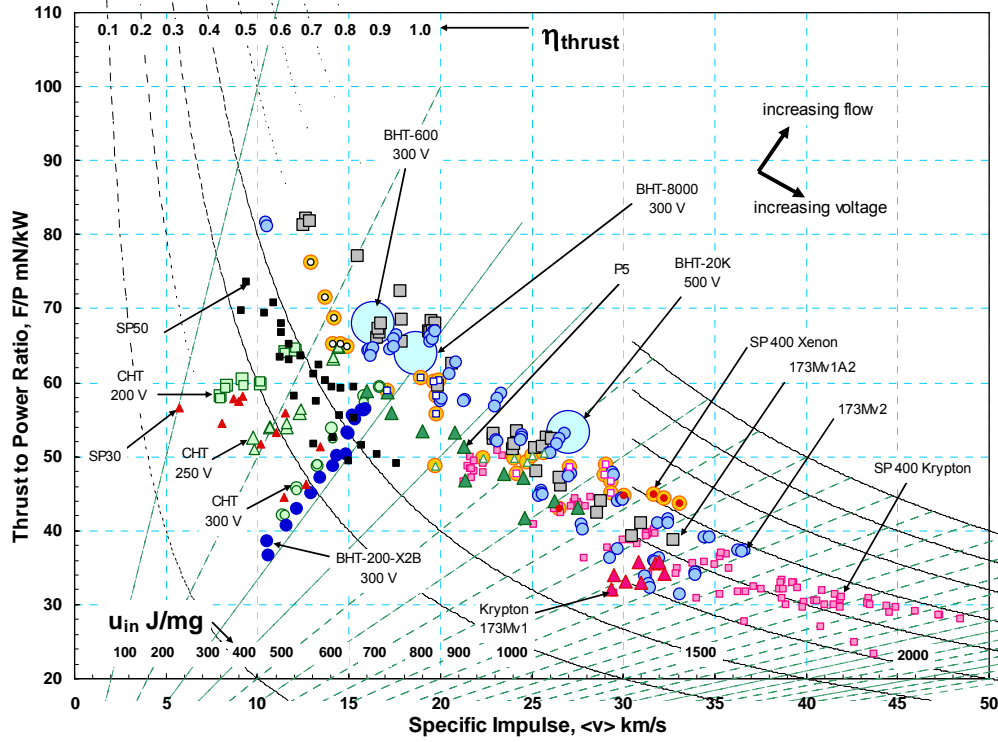 110
100
90
80
70
60
50
40
30
20
Thrust to Power Ratio, F/P mN/kW
0.1 0.2 0.3 0.4 0.5 0.6 0.7 0.8 0.9 1.0
ηthrust
BHT-600
300 V
increasing flow
increasing voltage
BHT-8000
300 V
P5
BHT-20K
500 V
SP50
SP 400 Xenon
173Mv1A2
173Mv2
CHT
200 V
SP30
CHT
250 V
SP 400 Krypton
CHT
300 V
BHT-200-X2B
300 V
Krypton
173Mv1
uin J/mg
100 200 300 400 500 600 700 800 900 1000 1500 2000
0 5 10 15 20 25 30 35 40 45 50
Specific Impulse, <v> km/s